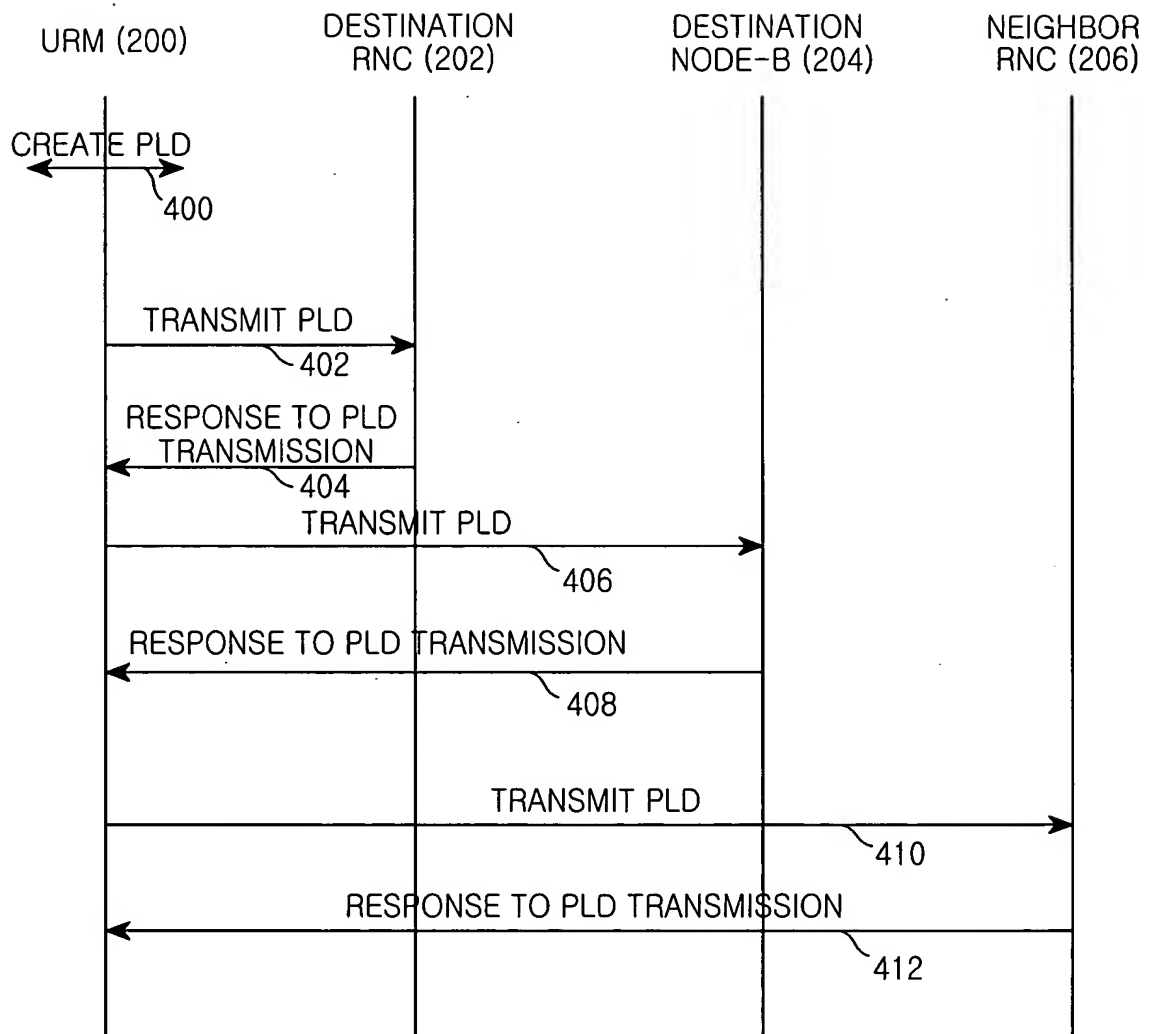 URM (200)
DESTINATION
RNC (202)
DESTINATION
NODE-B (204)
NEIGHBOR
RNC (206)
CREATE PLD
400
TRANSMIT PLD
402
RESPONSE TO PLD
TRANSMISSION
404
TRANSMIT PLD
406
RESPONSE TO PLD TRANSMISSION
408
TRANSMIT PLD
410
RESPONSE TO PLD TRANSMISSION
412